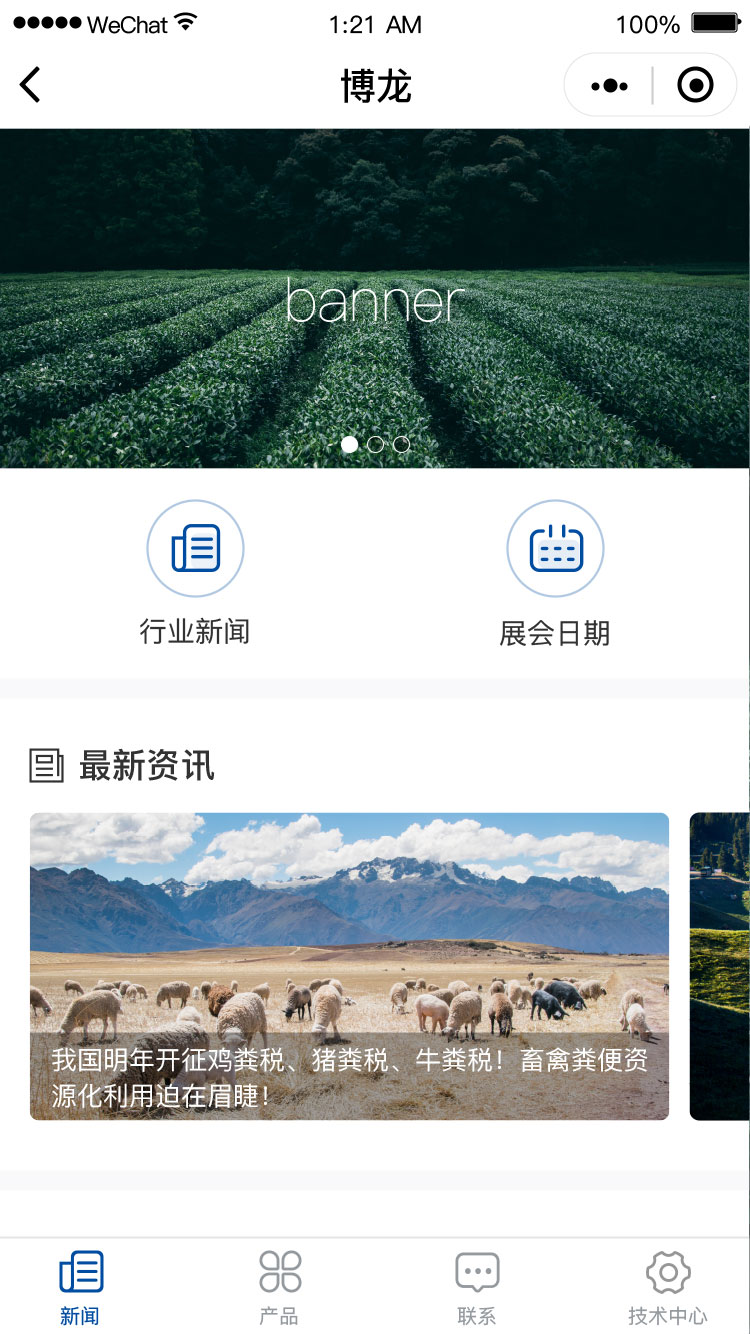 ●●●●● WeChat 1:21 AM 100%
博龙
banner
行业新闻 展会日期
最新资讯
我国明年开征鸡粪税、猪粪税、牛粪税！畜禽粪便资
源化利用迫在眉睫！
新闻 产品 联系 技术中心